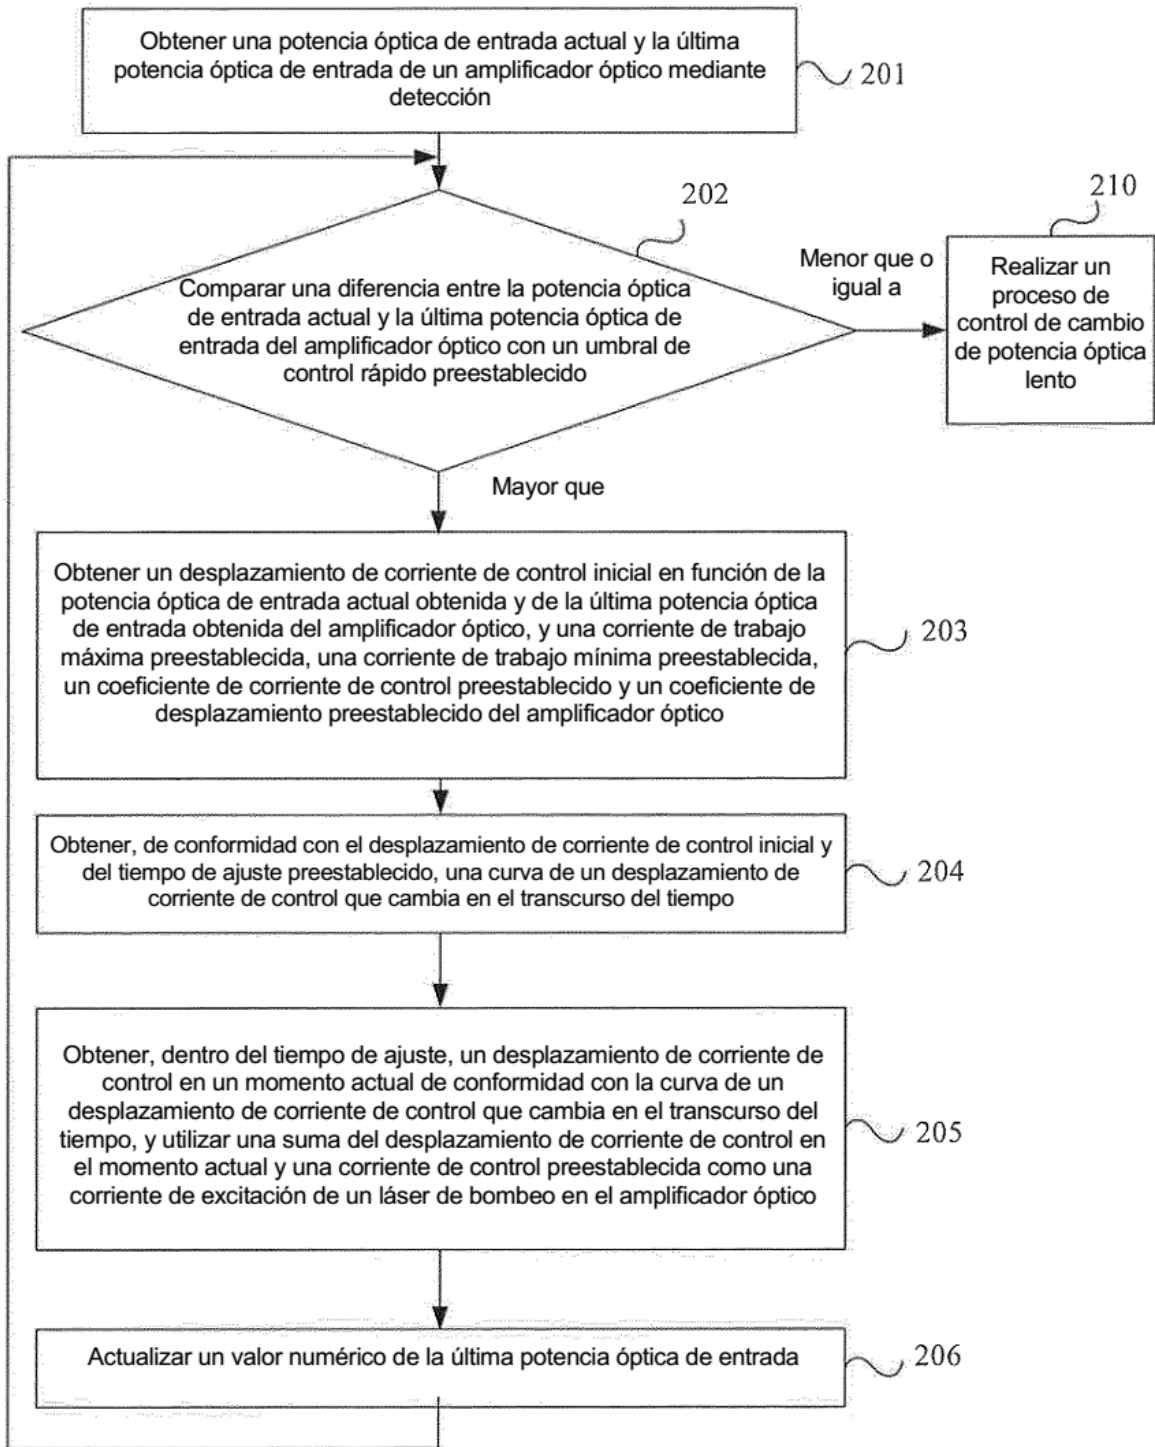 Obtener una potencia óptica de entrada actual y la última
potencia óptica de entrada de un amplificador óptico mediante
detección
201
202
210
Comparar una diferencia entre la potencia óptica
de entrada actual y la última potencia óptica de
entrada del amplificador óptico con un umbral de
control rápido preestablecido
Menor que o
igual a
Realizar un
proceso de
control de cambio
de potencia óptica
lento
Mayor que
Obtener un desplazamiento de corriente de control inicial en función de la
potencia óptica de entrada actual obtenida y de la última potencia óptica
de entrada obtenida del amplificador óptico, y una corriente de trabajo
máxima preestablecida, una corriente de trabajo mínima preestablecida,
un coeficiente de corriente de control preestablecido y un coeficiente de
desplazamiento preestablecido del amplificador óptico
203
Obtener, de conformidad con el desplazamiento de corriente de control inicial y
del tiempo de ajuste preestablecido, una curva de un desplazamiento de
corriente de control que cambia en el transcurso del tiempo
204
Obtener, dentro del tiempo de ajuste, un desplazamiento de corriente de
control en un momento actual de conformidad con la curva de un
desplazamiento de corriente de control que cambia en el transcurso del
tiempo, y utilizar una suma del desplazamiento de corriente de control en
el momento actual y una corriente de control preestablecida como una
corriente de excitación de un láser de bombeo en el amplificador óptico
205
Actualizar un valor numérico de la última potencia óptica de entrada
206